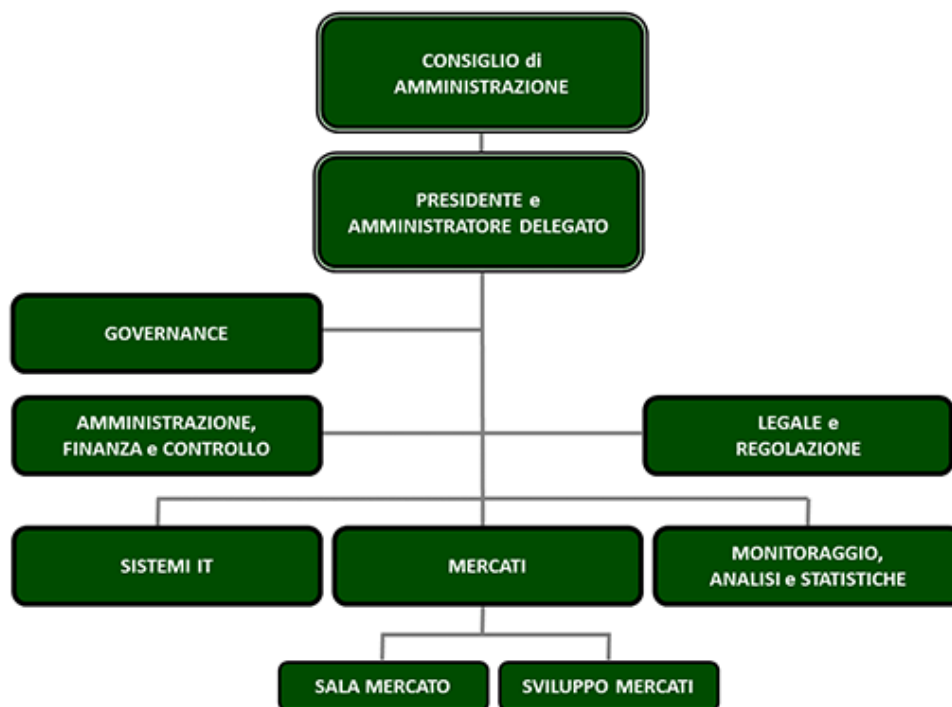 CONSIGLIO di
AMMINISTRAZIONE
PRESIDENTE e
AMMINISTRATORE DELEGATO
GOVERNANCE
AMMINISTRAZIONE,
FINANZA e CONTROLLO
LEGALE e
REGOLAZIONE
SISTEMI IT
MERCATI
MONITORAGGIO,
ANALISI e STATISTICHE
SALA MERCATO
SVILUPPO MERCATI